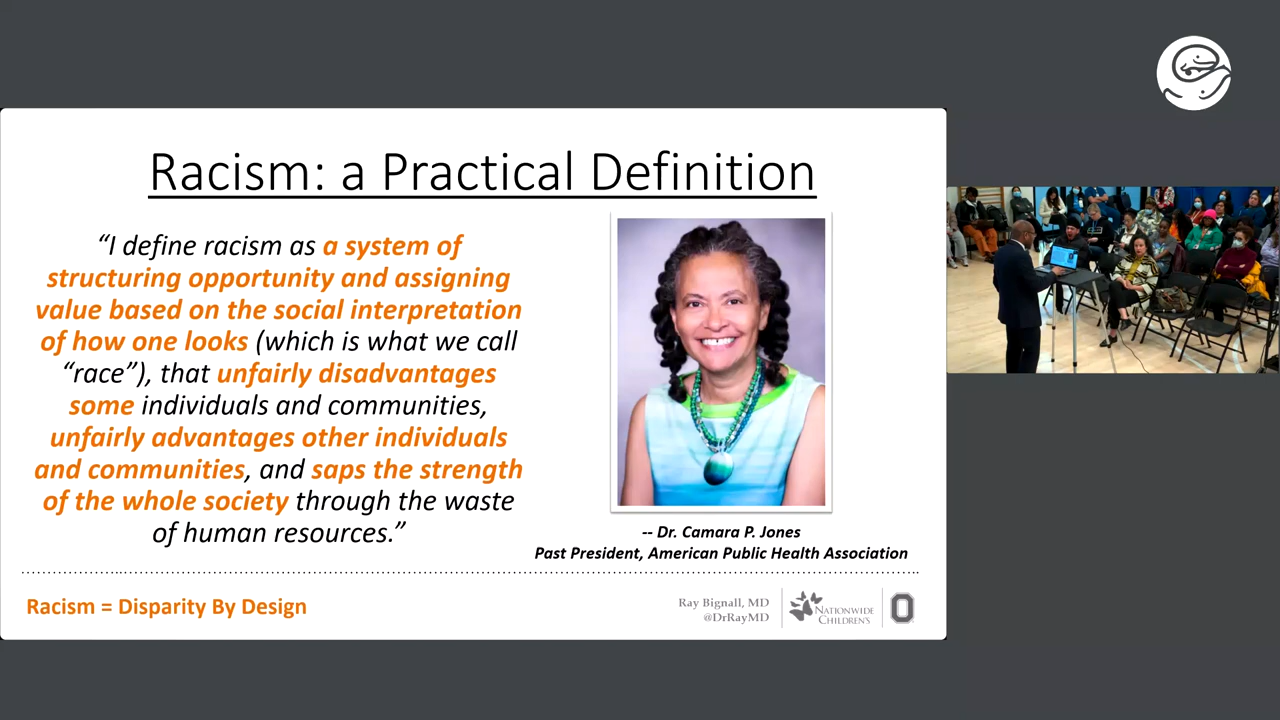 Racism: a Practical Definition
“I define racism as a system of
structuring opportunity and assigning
value based on the social interpretation
of how one looks (which is what we call
“race”), that unfairly disadvantages
some individuals and communities,
unfairly advantages other individuals
and communities, and saps the strength
of the whole society through the waste
of human resources.”
-- Dr. Camara P. Jones
Past President, American Public Health Association
Racism = Disparity By Design
Ray Bignall, MD
@DrRayMD
NATIONWIDE
CHILDREN'S
O